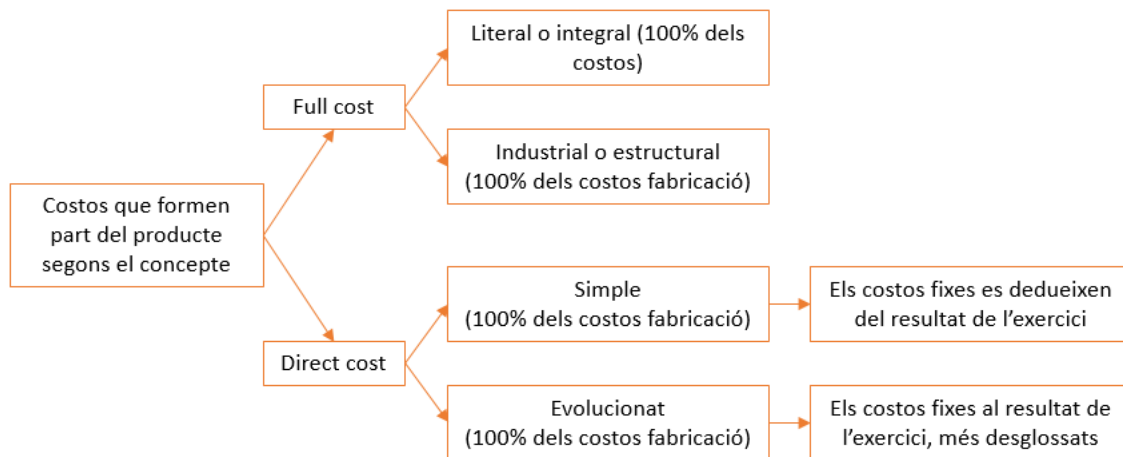 Costos que formen
part del producte
segons el concepte
Full cost
Literal o integral (100% dels
costos)
Industrial o estructural
(100% dels costos fabricació)
Direct cost
Simple
(100% dels costos fabricació)
Els costos fixes es dedueixen
del resultat de l’exercici
Evolucionat
(100% dels costos fabricació)
Els costos fixes al resultat de
l’exercici, més desglossats